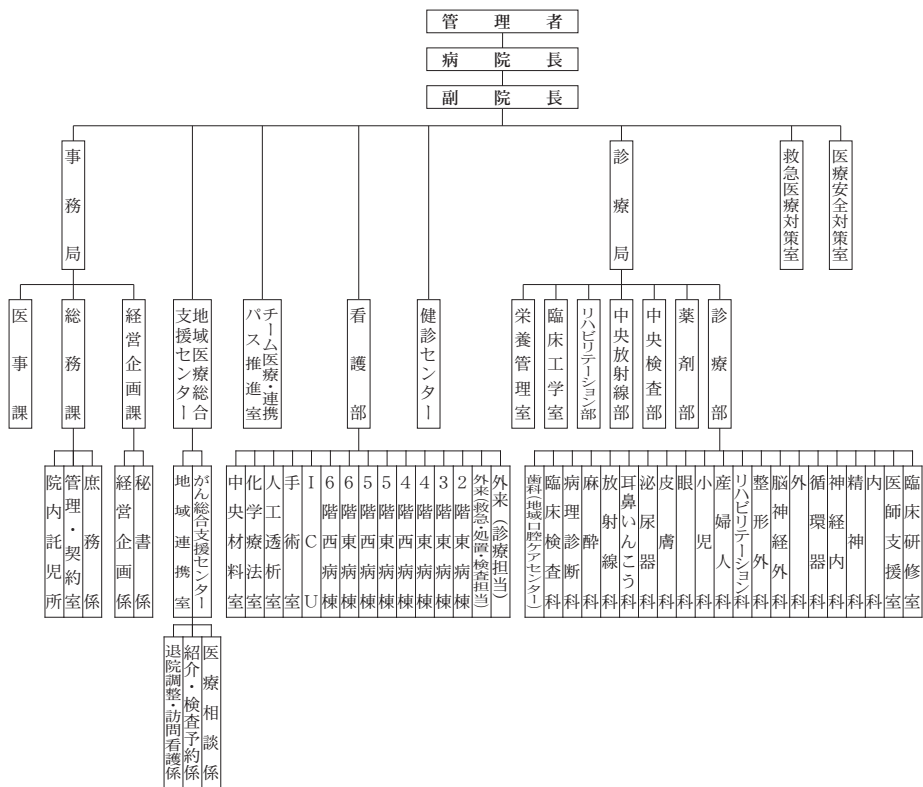 管理者
病院長
副院長
事務局
診療局
救急医療対策室
医療安全対策室
医事課
総務課
経営企画課
地域医療総合
支援センター
チーム医療・連携
パス推進室
看護部
健診センター
栄養管理室
臨床工学室
リハビリテーション部
中央放射線部
中央検査部
薬剤部
診療部
院内託児所
管理・契約室
庶務係
経営企画係
秘書係
地域連携室
がん総合支援センター
中央材料室
化学療法室
人工透析室
手術室
ICU
6階西病棟
6階東病棟
5階西病棟
5階東病棟
4階西病棟
4階東病棟
3階東病棟
2階東病棟
外来(救急・処置・検査担当)
外来(診療担当)
歯科(地域口腔ケアセンター)
臨床検査科
病理診断科
麻酔科
放射線科
耳鼻いんこう科
泌尿器科
皮膚科
眼科
小児科
産婦人科
リハビリテーション科
整形外科
脳神経外科
外科
循環器科
神経内科
精神科
内科
医師支援室
臨床研修室
退院調整・訪問看護係
紹介・検査予約係
医療相談係